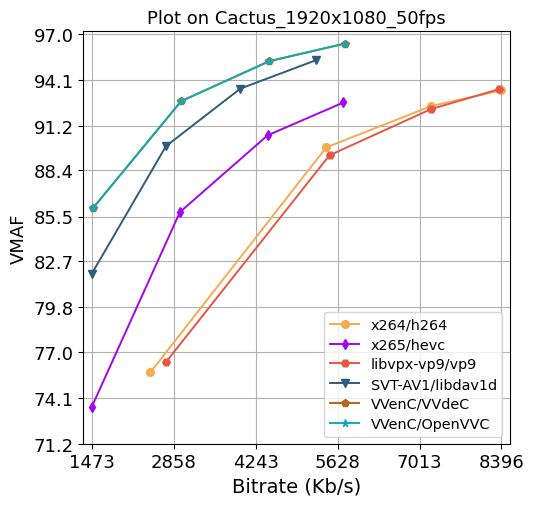 Plot on Cactus_1920x1080_50fps
97.0
94.1
91.2
88.4
85.5
82.7
79.8
77.0
74.1
71.2
VMAF
x264/h264
x265/hevc
libvpx-vp9/vp9
SVT-AV1/libdav1d
VVenC/VVdeC
VVenC/OpenVVC
1473 2858 4243 5628 7013 8396
Bitrate (Kb/s)